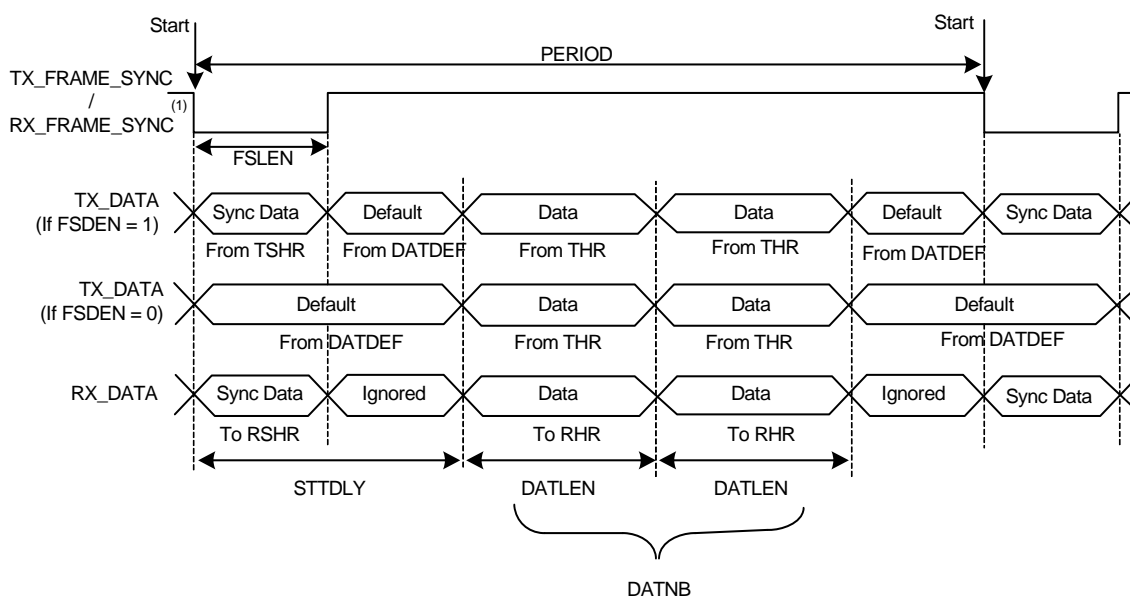 Start
Start
PERIOD
TX_FRAME_SYNC
/
RX_FRAME_SYNC
(1)
FSLEN
TX_DATA
(If FSDEN = 1)
Sync Data
Default
Data
Data
Default
Sync Data
From TSHR
From DATDEF
From THR
From THR
From DATDEF
TX_DATA
(If FSDEN = 0)
Default
Data
Data
Default
From DATDEF
From THR
From THR
From DATDEF
RX_DATA
Sync Data
Ignored
Data
Data
Ignored
Sync Data
To RSHR
To RHR
To RHR
STTDLY
DATLEN
DATLEN
DATNB